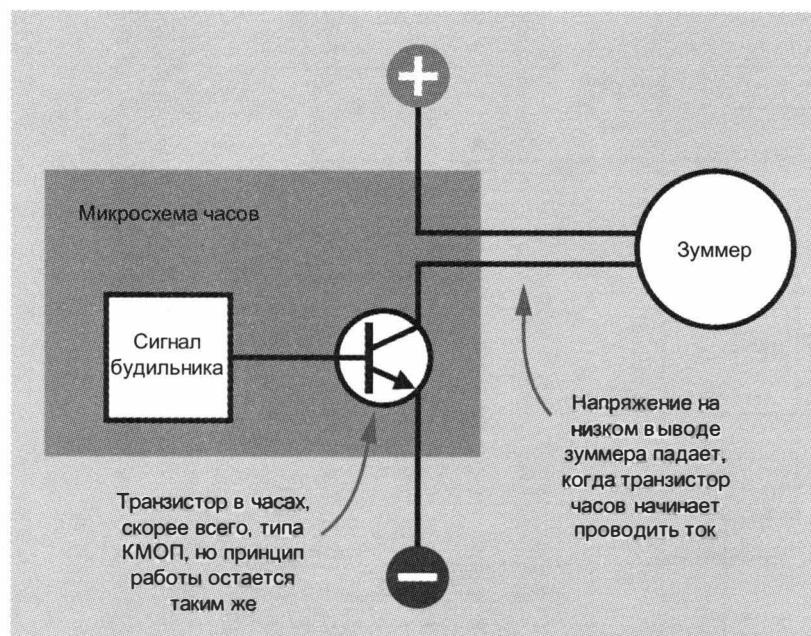 Микросхема часов
Зуммер
Сигнал
будильника
Напряжение на
низком выводе
зуммера падает,
когда транзистор
часов начинает
проводить ток
Транзистор в часах,
скорее всего, типа
КМОП, но принцип
работы остается
таким же